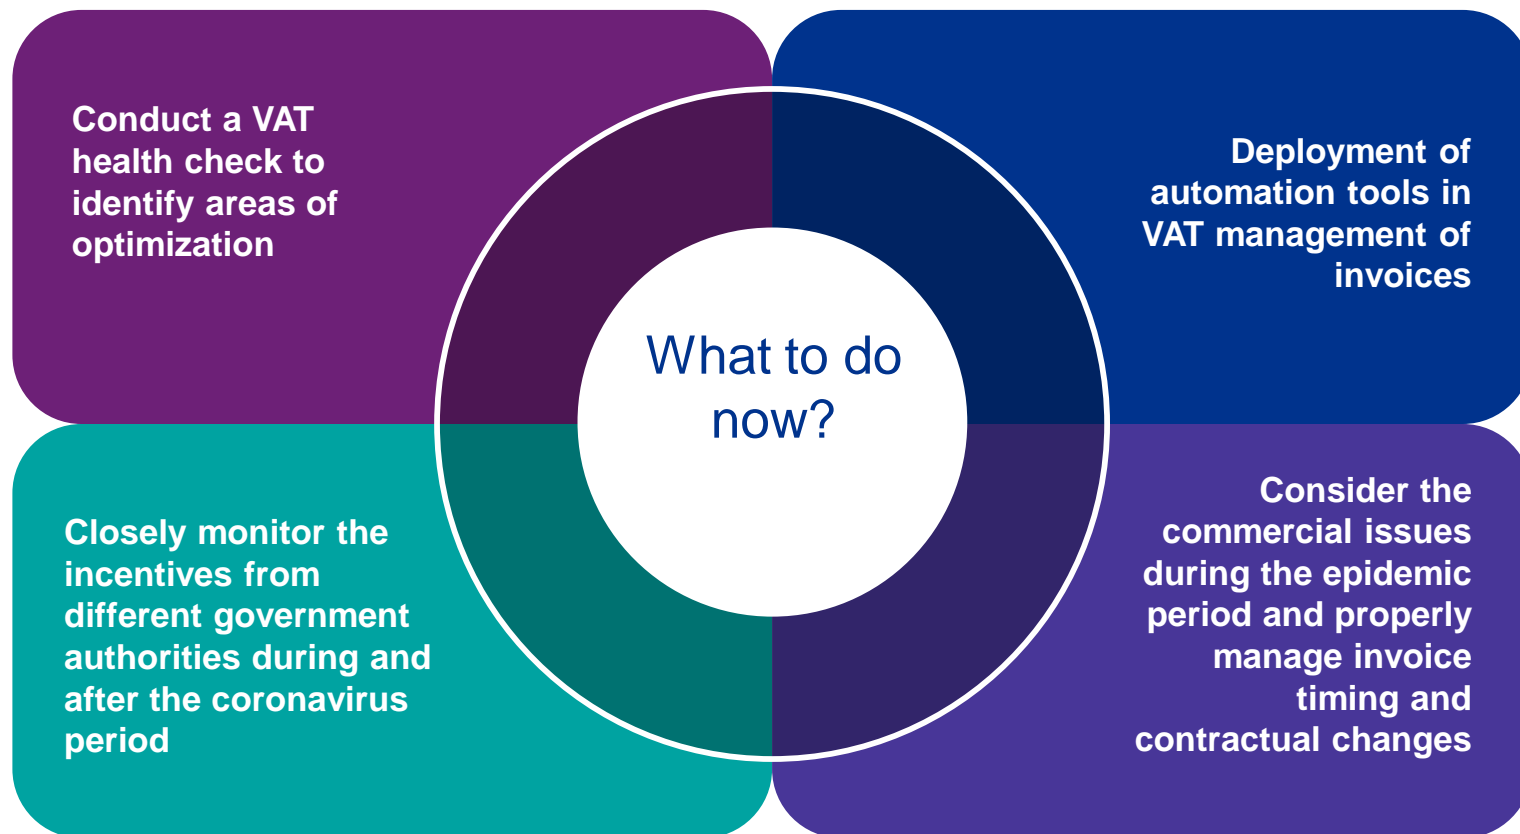 Conduct a VAT
health check to
identify areas of
optimization
Deployment of
automation tools in
VAT management of
invoices
What to do
now?
Closely monitor the
incentives from
different government
authorities during and
after the coronavirus
period
Consider the
commercial issues
during the epidemic
period and properly
manage invoice
timing and
contractual changes